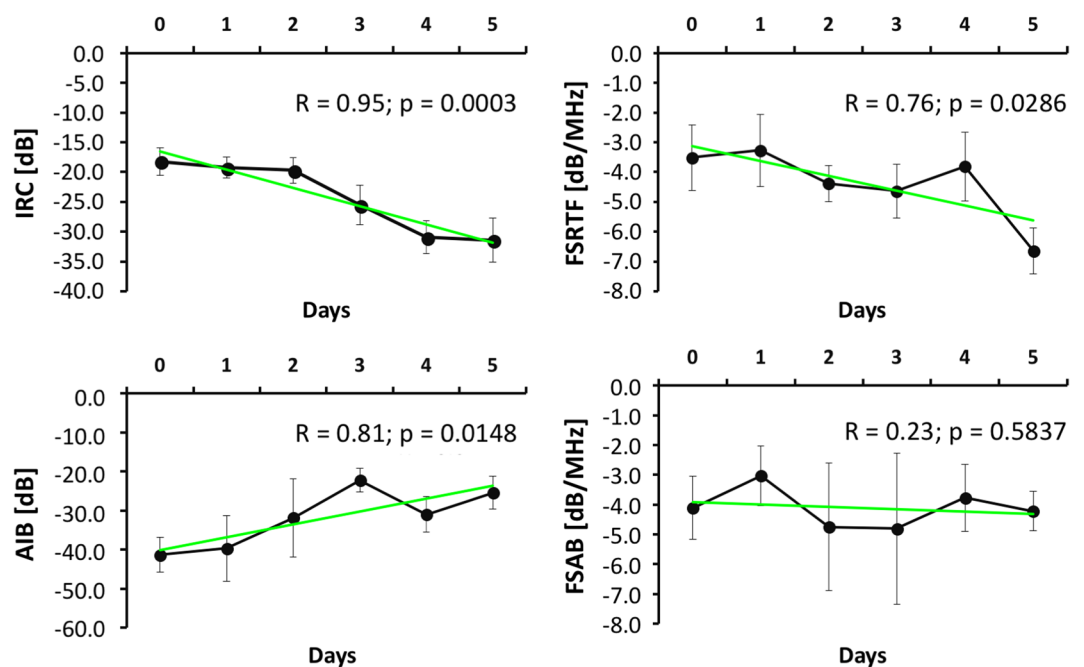 0 1 2 3 4 5
0.0
-5.0
-10.0
-15.0
-20.0
-25.0
-30.0
-35.0
-40.0
IRC [dB]
R = 0.95; p = 0.0003
Days
0 1 2 3 4 5
0.0
-1.0
-2.0
-3.0
-4.0
-5.0
-6.0
-7.0
-8.0
FSRTF [dB/MHz]
R = 0.76; p = 0.0286
Days
0 1 2 3 4 5
0.0
-10.0
-20.0
-30.0
-40.0
-50.0
-60.0
AIB [dB]
R = 0.81; p = 0.0148
Days
0 1 2 3 4 5
0.0
-1.0
-2.0
-3.0
-4.0
-5.0
-6.0
-7.0
-8.0
FSAB [dB/MHz]
R = 0.23; p = 0.5837
Days